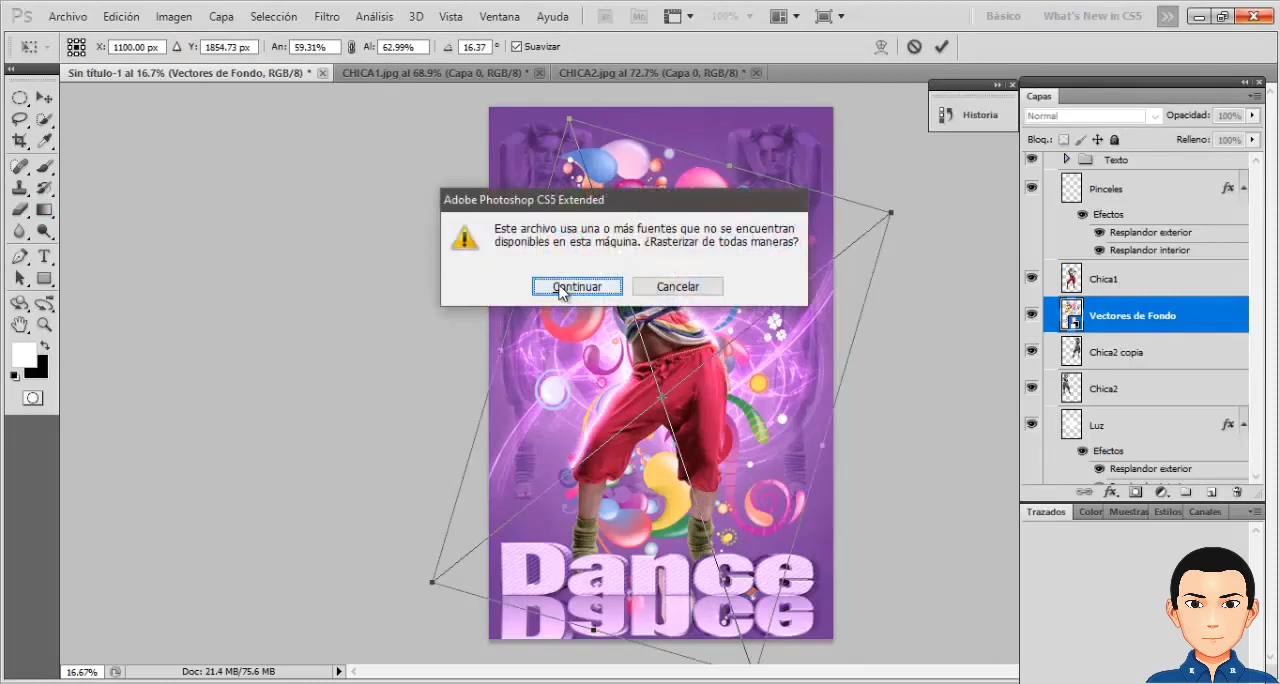 Ps Archivo Edición Imagen Capa Selección Filtro Análisis 3D Vista Ventana Ayuda Br Mn 100% Básico What's New in CS5
X: 1100.00 px Y: 1854.73 px An: 59.31% Al: 62.99% 16.37 ° Suavizar
Sin título-1 al 16.7% (Vectores de Fondo, RGB/8) * CHICA1.jpg al 68.9% (Capa 0, RGB/8) * CHICA2.jpg al 72.7% (Capa 0, RGB/8) *
Historia
Capas
Normal Opacidad: 100%
Bloq.: Relleno: 100%
Texto
Pinceles fx
Efectos
Resplandor exterior
Resplandor interior
Chica1
Vectores de Fondo
Chica2 copia
Chica2
Luz fx
Efectos
Resplandor exterior
Adobe Photoshop CS5 Extended
Este archivo usa una o más fuentes que no se encuentran
disponibles en esta máquina. ¿Rasterizar de todas maneras?
Continuar Cancelar
Dance
Trazados Color Muestras Estilos Canales
K R
16.67% Doc: 21.4 MB/75.6 MB